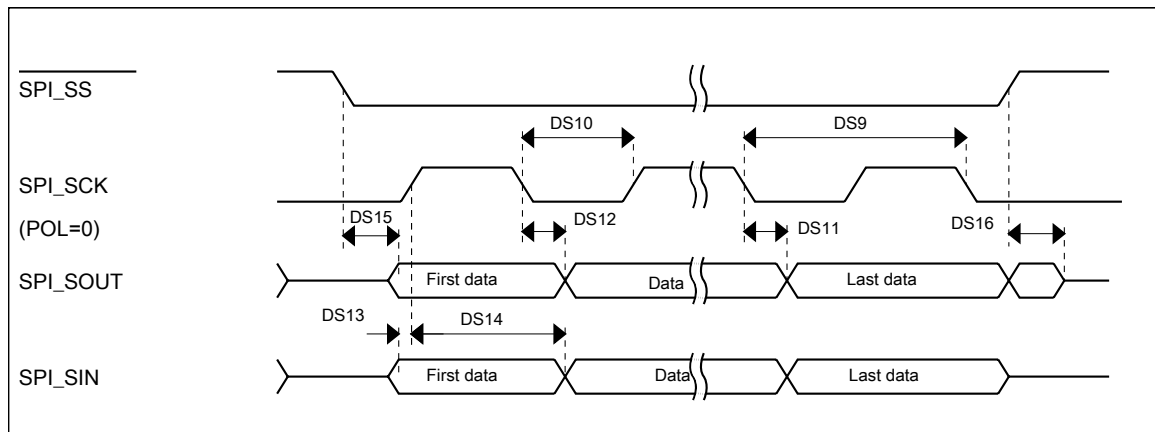 SPI_SS
DS10
DS9
SPI_SCK
(POL=0)
DS15
DS12
DS11
DS16
SPI_SOUT
First data
Data
Last data
DS13
DS14
SPI_SIN
First data
Data
Last data